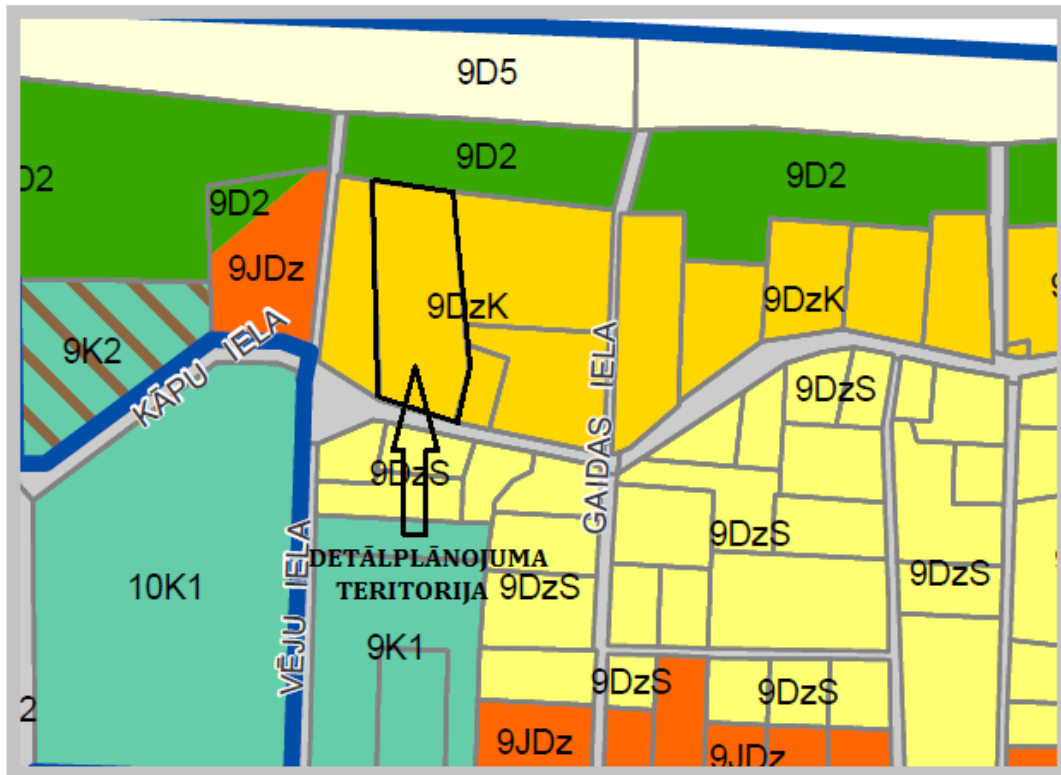 9D5
9D2
9D2
D2
9D2
9JDz
9DzK
9DzK
9K2
KĀPU IELA
9DzS
9DzS
GAIDAS IELA
9DzS
DETĀLPLĀNOJUMA
TERITORIJA
9DzS
9DzS
10K1
VĒJU IELA
9K1
9DzS
9DzS
2
9JDz
9JDz